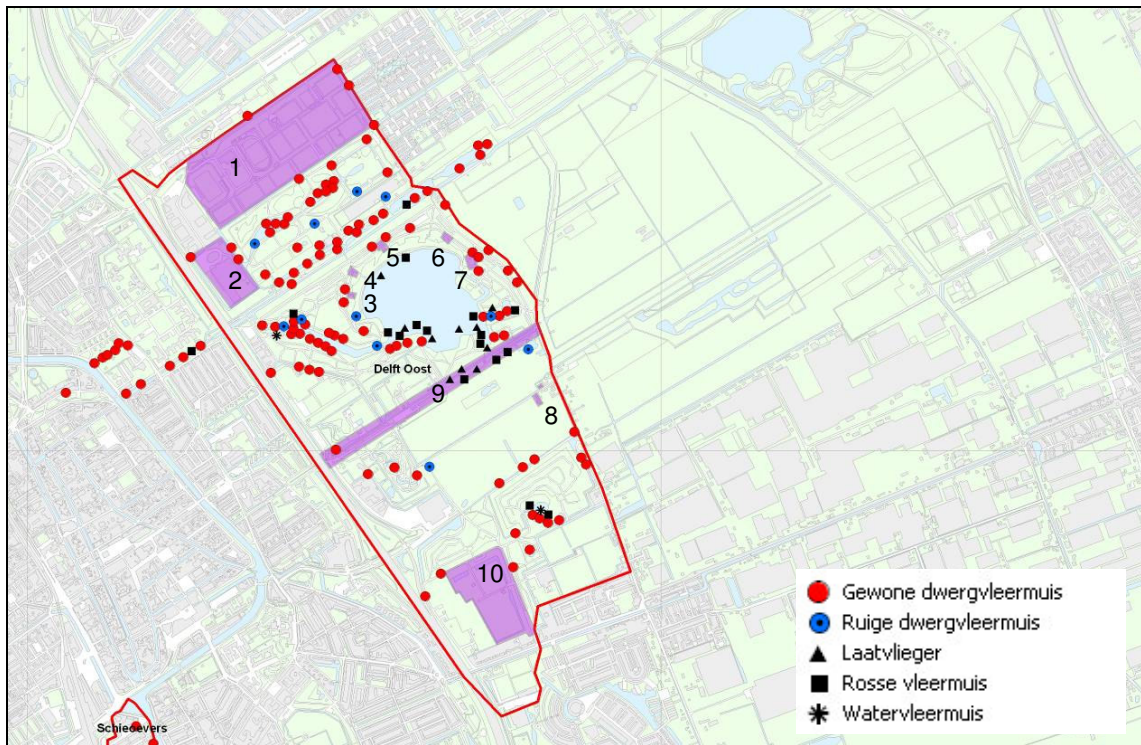 1
2
5
6
4
7
3
Delft Oost
9
8
10
Gewone dwergvleermuis
Ruige dwergvleermuis
Laatvlieger
Rosse vleermuis
Watervleermuis
Schieoevers